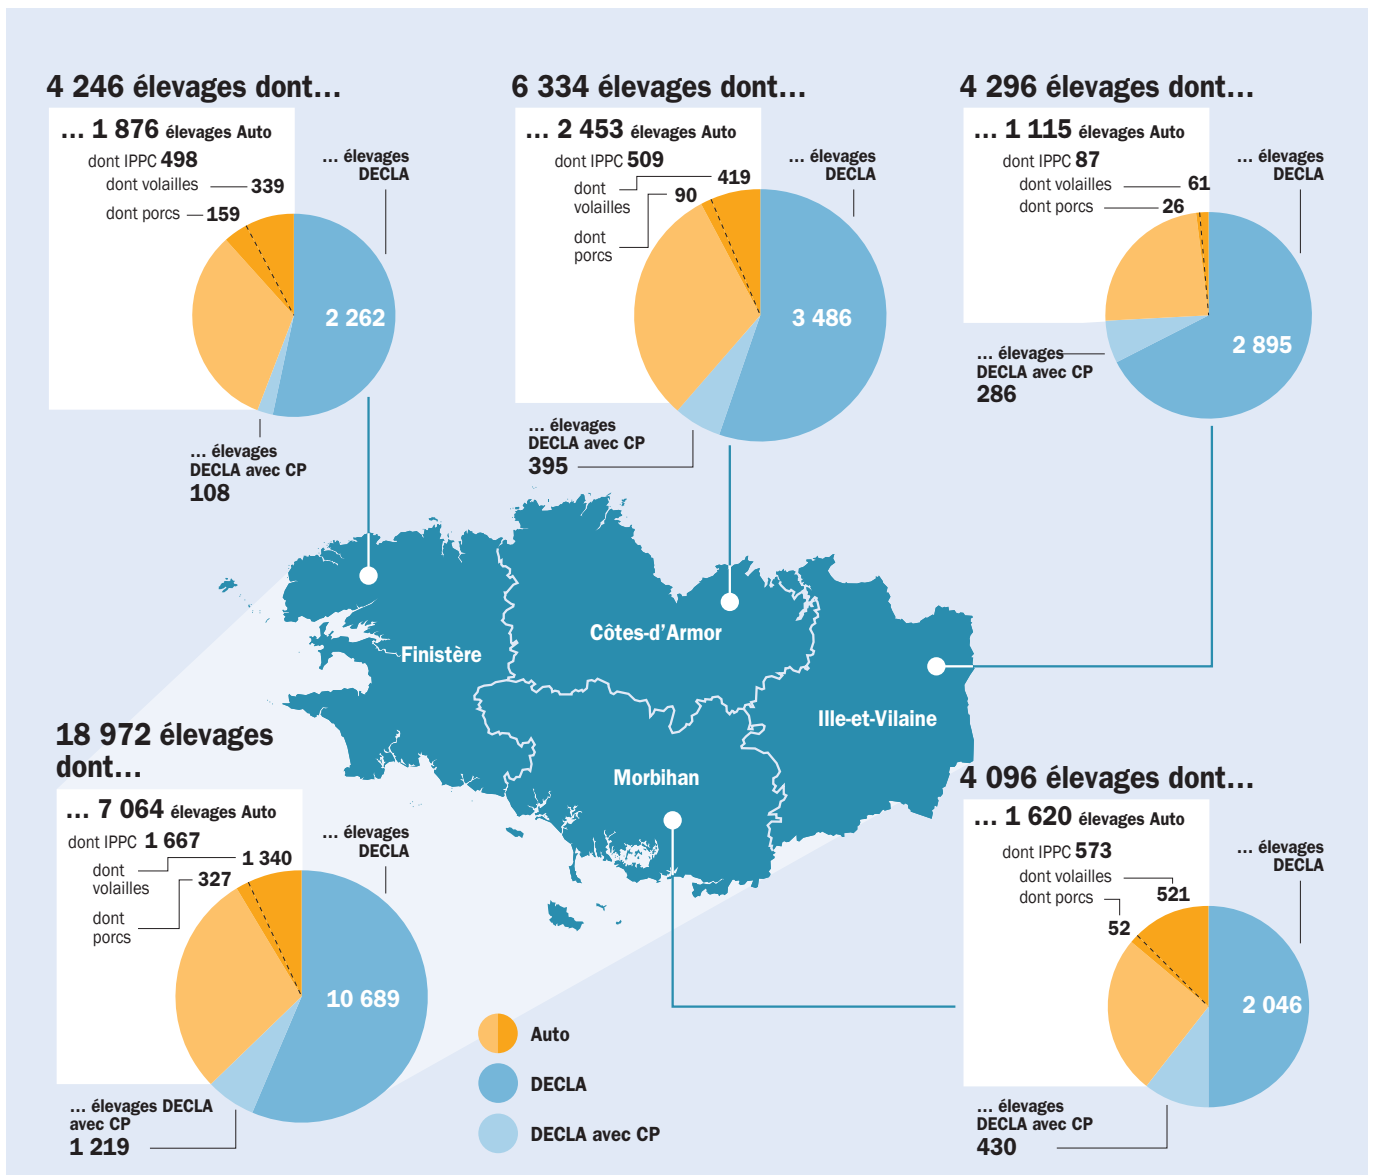 4 246 élevages dont...
... 1 876 élevages Auto
dont IPPC 498
dont volailles 339
dont porcs 159
... élevages
DECLA
2 262
... élevages
DECLA avec CP
108
6 334 élevages dont...
... 2 453 élevages Auto
dont IPPC 509
dont
volailles
419
90
dont
porcs
... élevages
DECLA
3 486
... élevages
DECLA avec CP
395
4 296 élevages dont...
... 1 115 élevages Auto
dont IPPC 87
dont volailles 61
dont porcs 26
... élevages
DECLA
2 895
... élevages
DECLA avec CP
286
Finistère
Côtes-d'Armor
Ille-et-Vilaine
Morbihan
18 972 élevages
dont...
... 7 064 élevages Auto
dont IPPC 1 667
dont
volailles
1 340
327
dont
porcs
... élevages
DECLA
10 689
... élevages DECLA
avec CP
1 219
4 096 élevages dont...
... 1 620 élevages Auto
dont IPPC 573
dont volailles
521
dont porcs
52
... élevages
DECLA
2 046
... élevages
DECLA avec CP
430
Auto
DECLA
DECLA avec CP